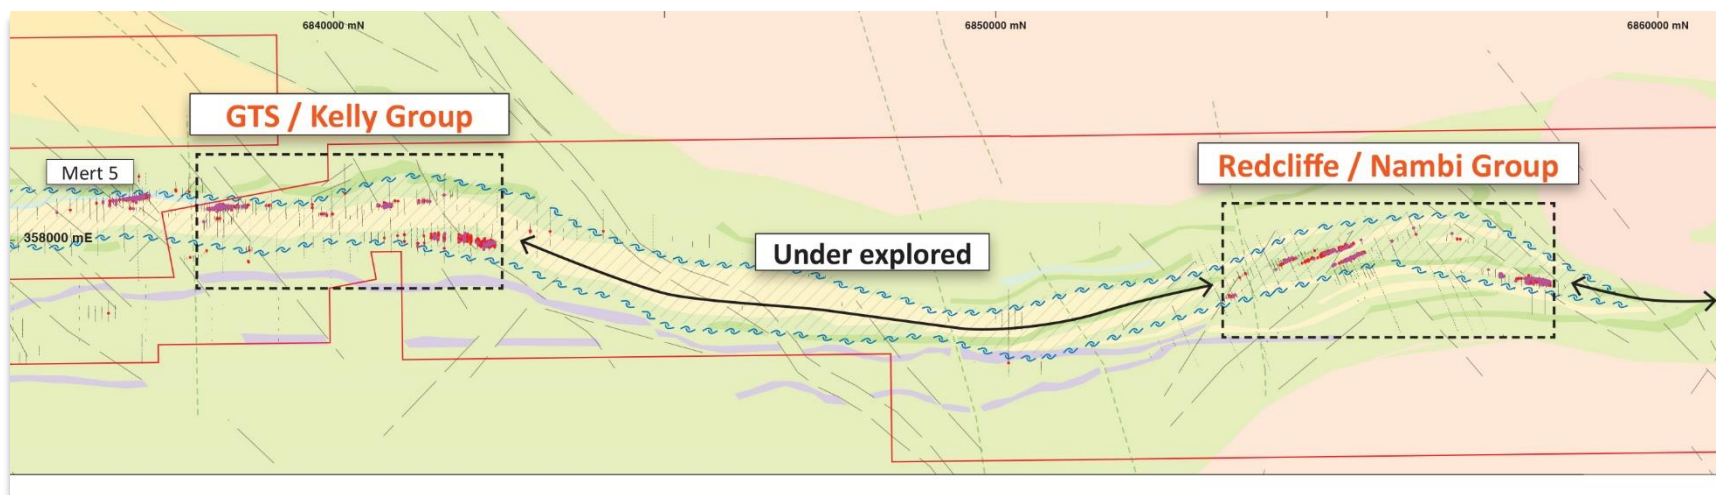 6840000 mN
6850000 mN
6860000 mN
GTS / Kelly Group
Redcliffe / Nambi Group
Mert 5
358000 mE
Under explored